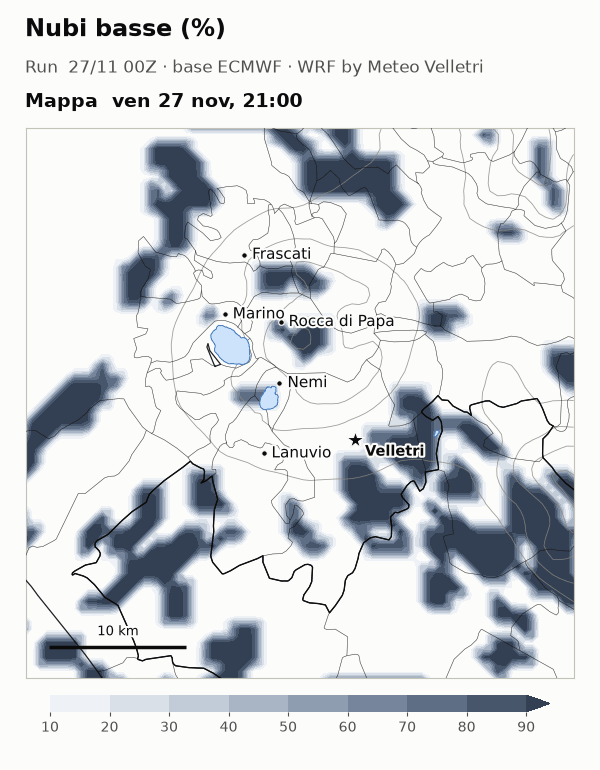 Nubi basse (%)
Run  27/11 00Z · base ECMWF · WRF by Meteo Velletri
Mappa  ven 27 nov, 21:00
Frascati
Marino
Rocca di Papa
Nemi
Velletri
Lanuvio
10 km
10 20 30 40 50 60 70 80 90